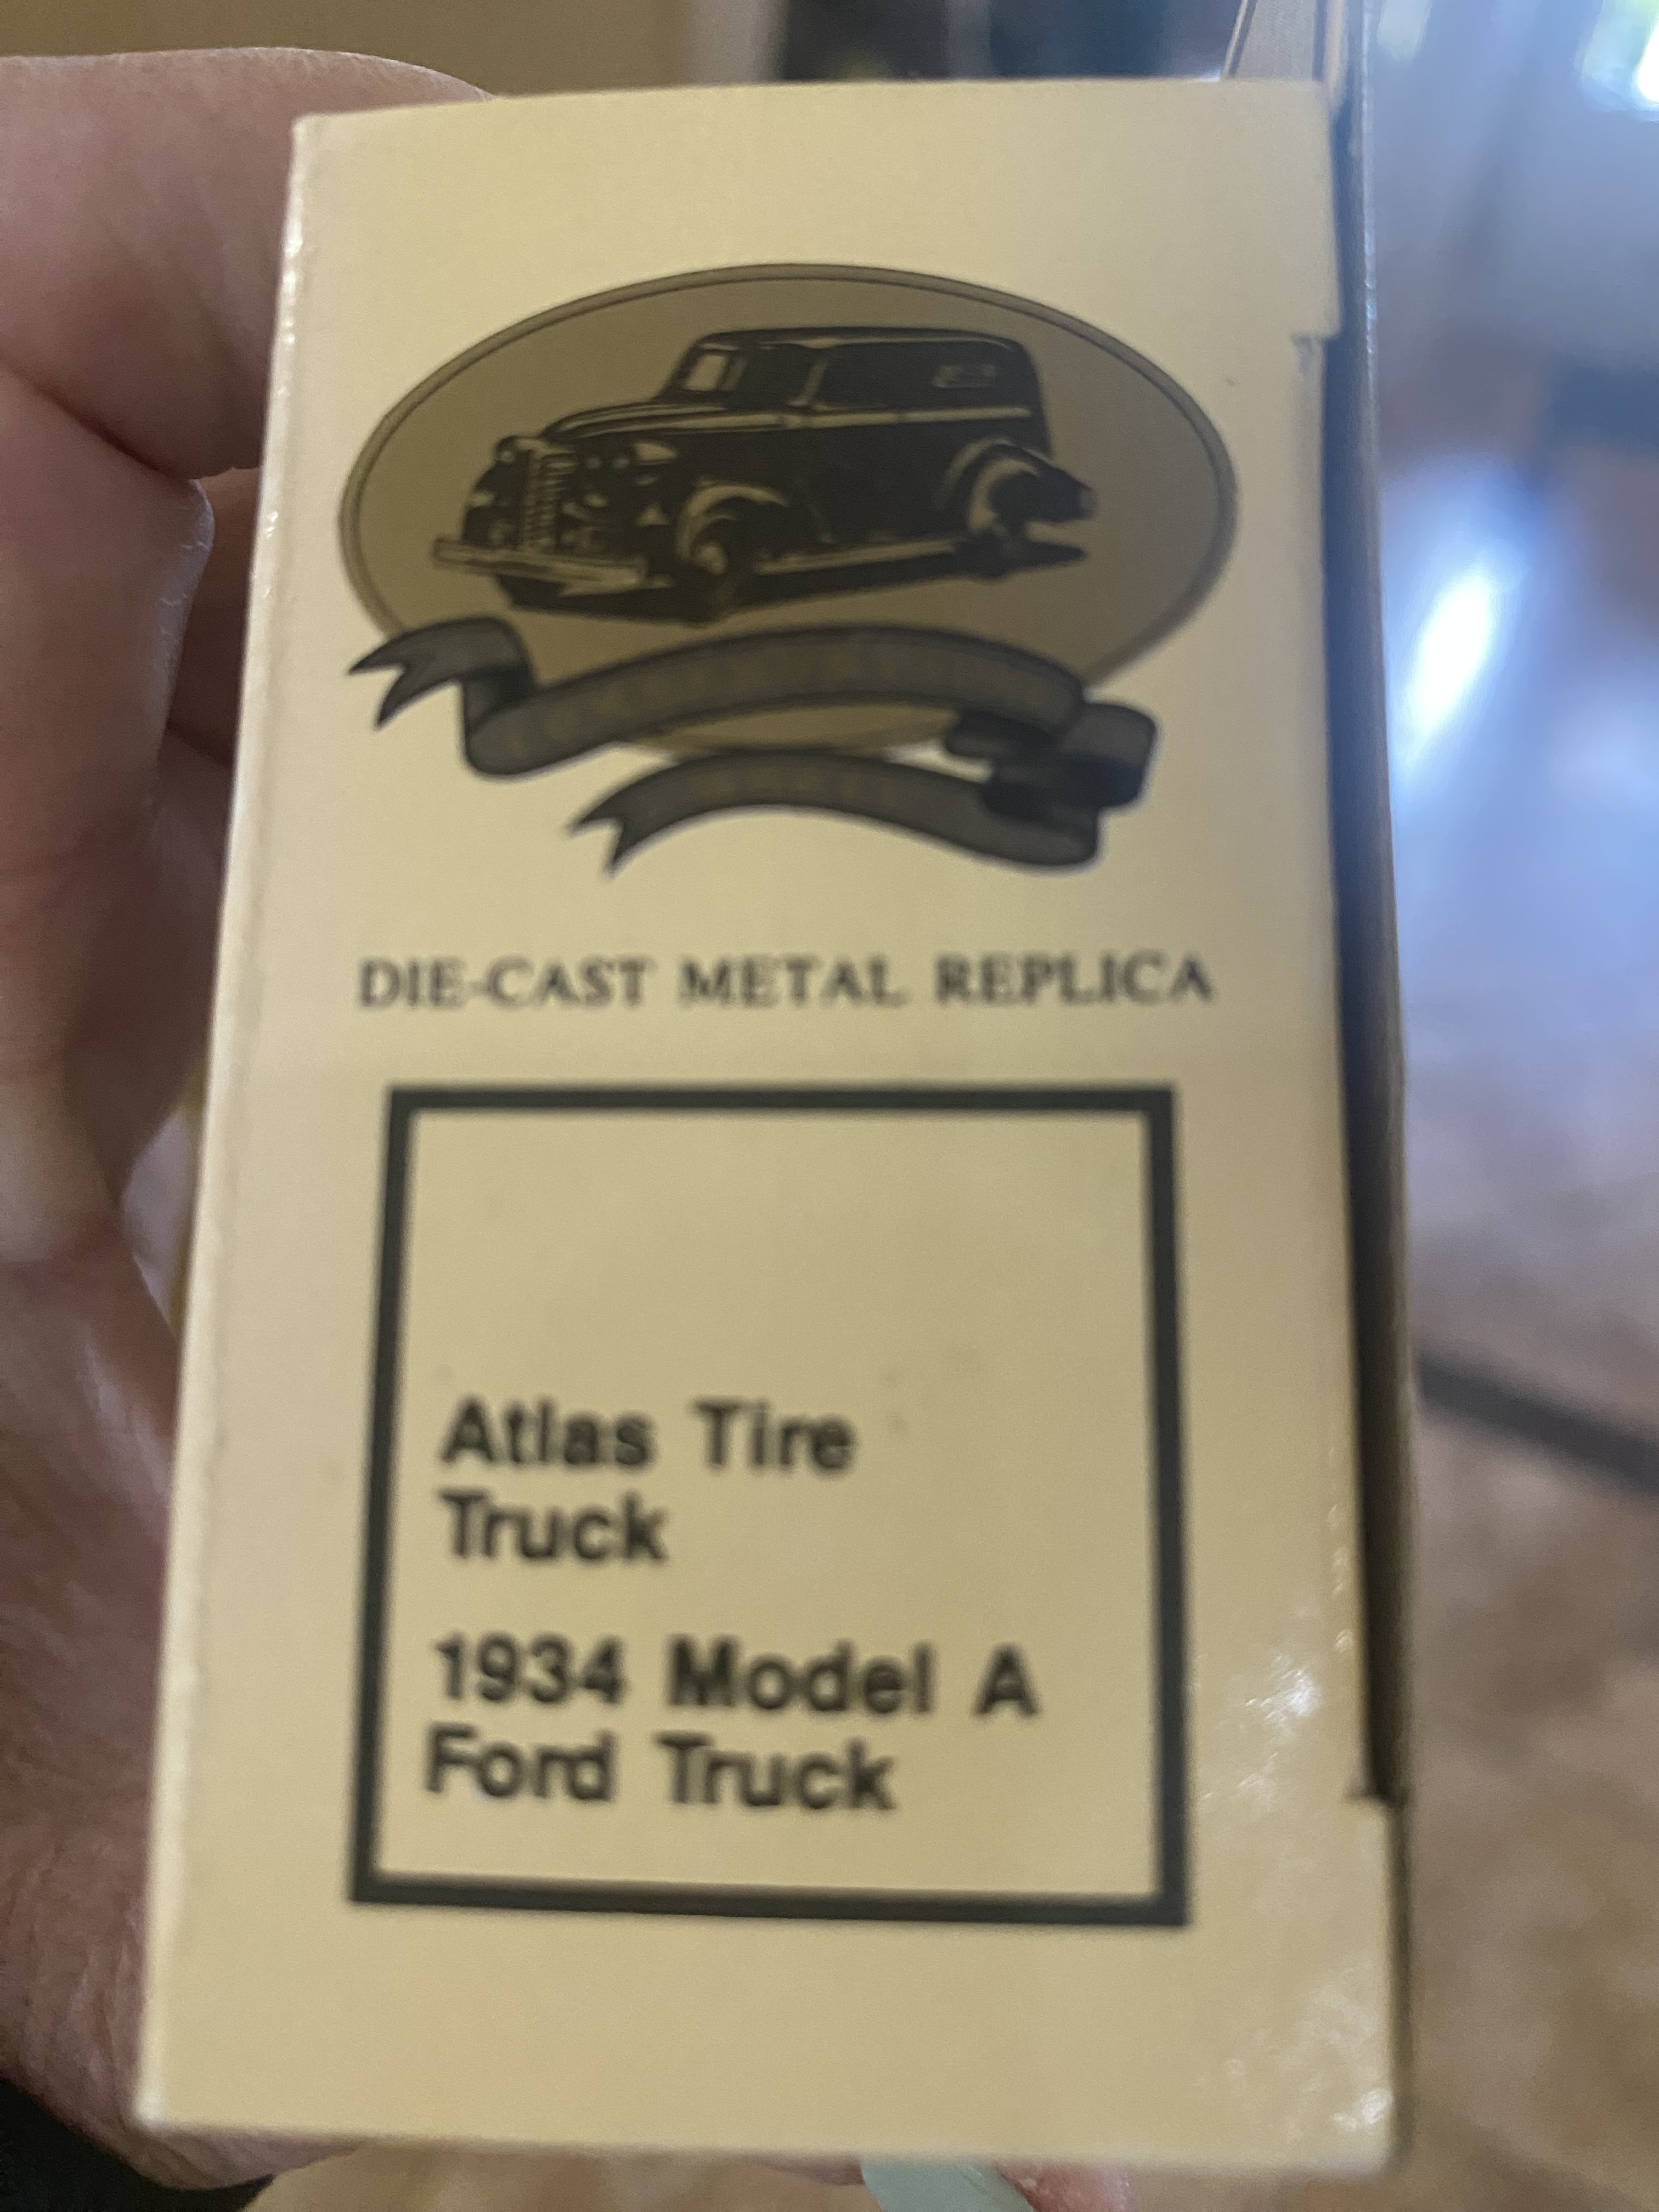 DIE-CAST METAL REPLICA
Atlas Tire
Truck
1934 Model A
Ford Truck